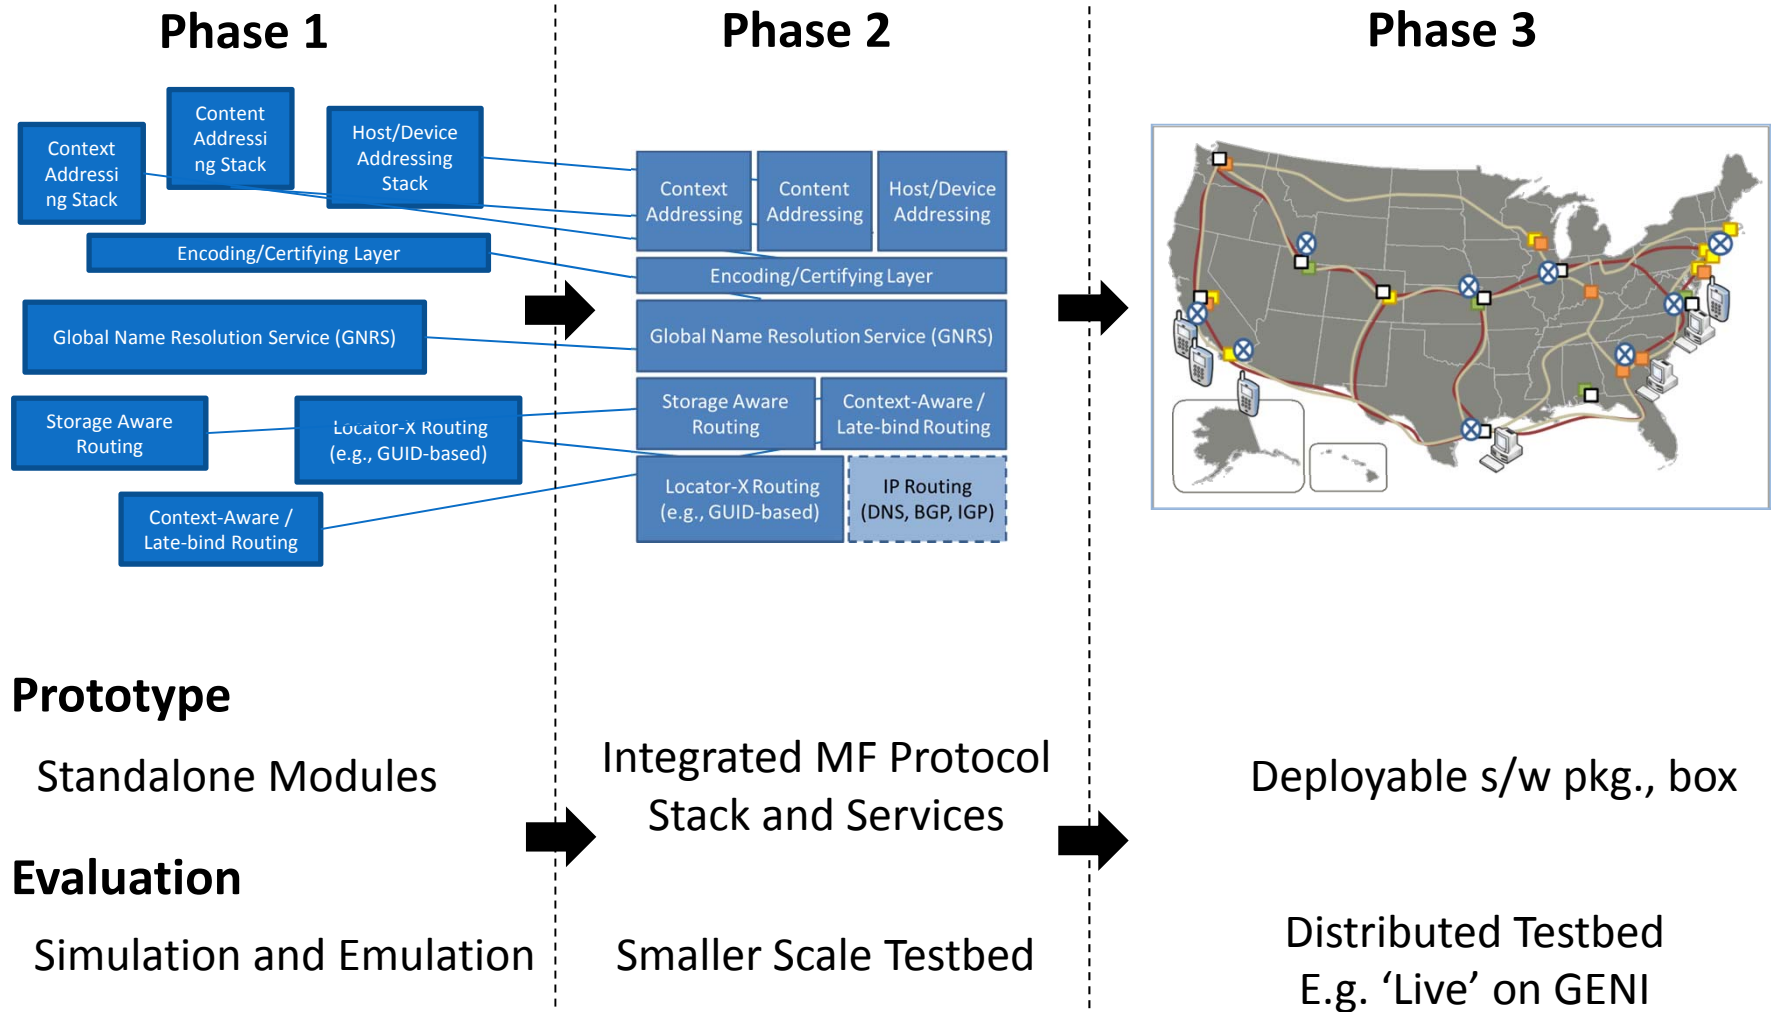 Phase 1
Phase 2
Phase 3
Context
Addressi
ng Stack
Content
Addressi
ng Stack
Host/Device
Addressing
Stack
Encoding/Certifying Layer
Global Name Resolution Service (GNRS)
Storage Aware
Routing
Locator-X Routing
(e.g., GUID-based)
Context-Aware /
Late-bind Routing
Context
Addressing
Content
Addressing
Host/Device
Addressing
Encoding/Certifying Layer
Global Name Resolution Service (GNRS)
Storage Aware
Routing
Context-Aware /
Late-bind Routing
Locator-X Routing
(e.g., GUID-based)
IP Routing
(DNS, BGP, IGP)
Prototype
Standalone Modules
Integrated MF Protocol
Stack and Services
Deployable s/w pkg., box
Evaluation
Simulation and Emulation
Smaller Scale Testbed
Distributed Testbed
E.g. ‘Live’ on GENI